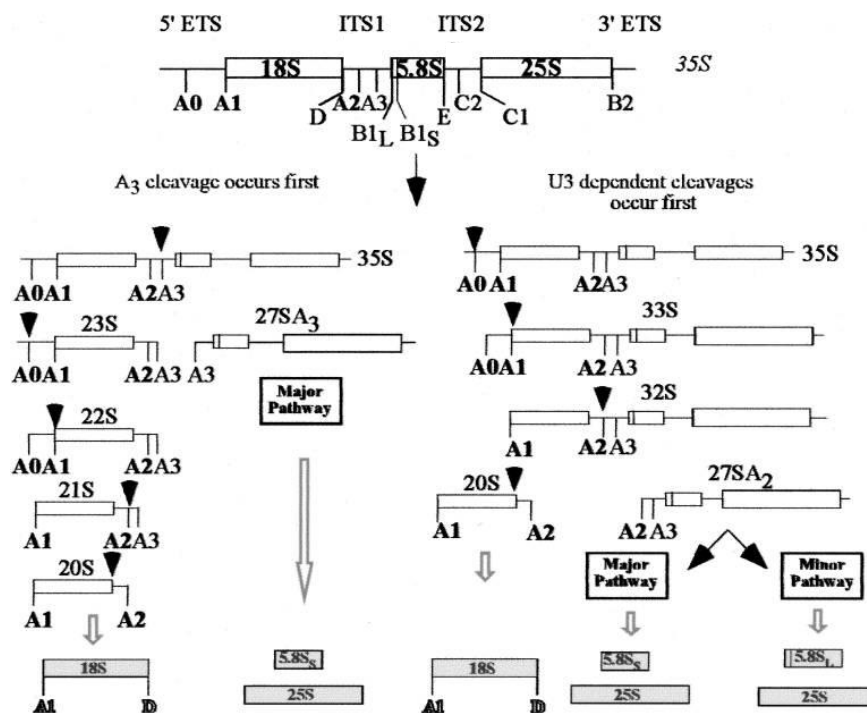 5' ETS ITS1 ITS2 3' ETS
18S 5.8S 25S 35S
A0 A1 D A2 A3 E C2 C1 B2
B1L B1S
A3 cleavage occurs first
U3 dependent cleavages
occur first
35S
A0 A1 A2 A3
35S
A0 A1 A2 A3
23S 27SA3
A0 A1 A2 A3 A3
33S
A0 A1 A2 A3
Major
Pathway
22S
A0 A1 A2 A3
32S
A1 A2 A3
21S
A1 A2 A3
20S 27SA2
A1 A2 A2 A3
20S
A1 A2
Major
Pathway
Minor
Pathway
18S
A1 D
5.8SS
25S
18S
A1 D
5.8SS
25S
5.8SL
25S